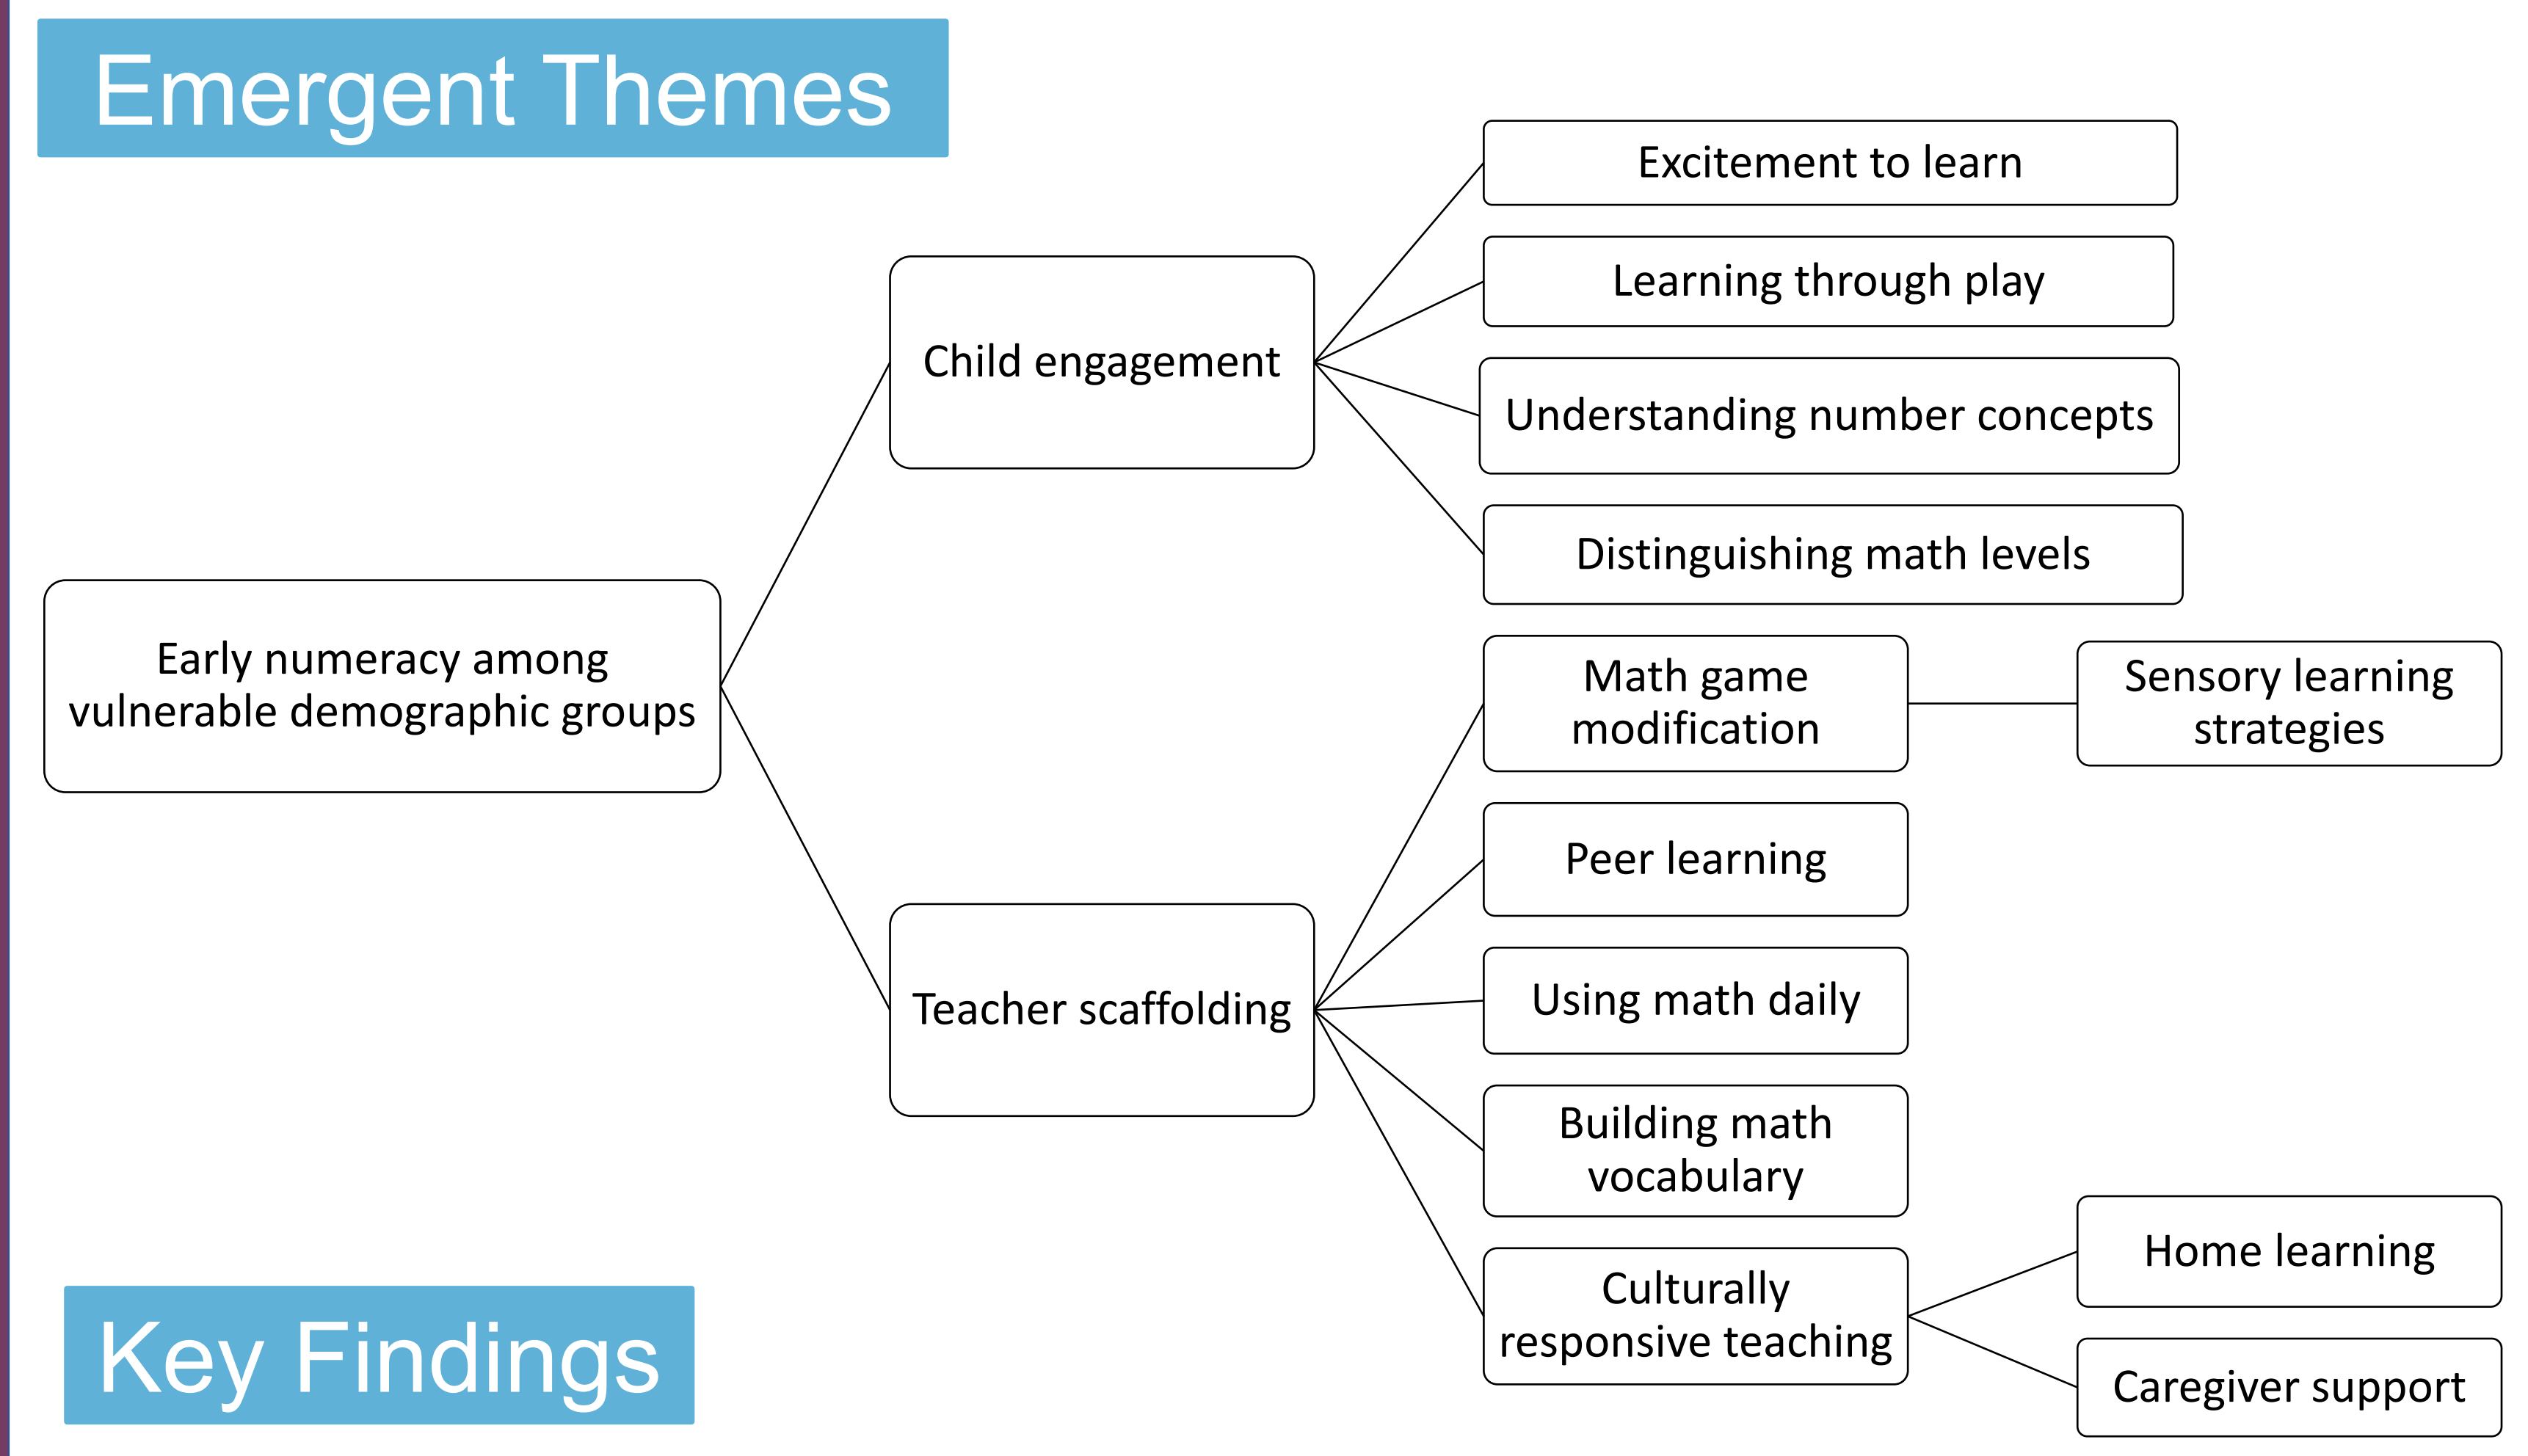 Emergent Themes
Early numeracy among
vulnerable demographic groups
Child engagement
Excitement to learn
Learning through play
Understanding number concepts
Distinguishing math levels
Teacher scaffolding
Math game
modification
Sensory learning
strategies
Peer learning
Using math daily
Building math
vocabulary
Culturally
responsive teaching
Home learning
Caregiver support
Key Findings